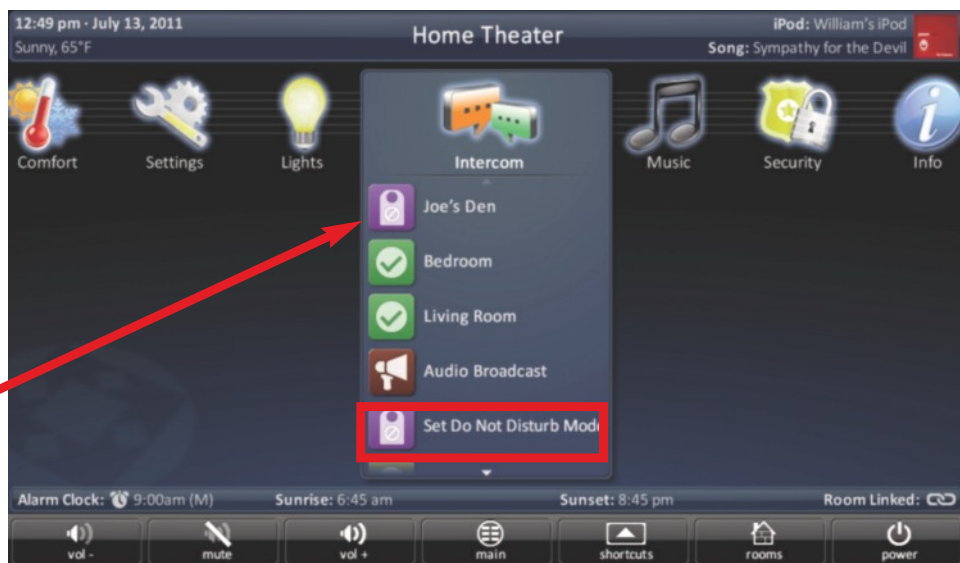 12:49 pm · July 13, 2011
Sunny, 65°F
Home Theater
iPod: William's iPod
Song: Sympathy for the Devil
Comfort
Settings
Lights
Intercom
Music
Security
Info
Joe's Den
Bedroom
Living Room
Audio Broadcast
Set Do Not Disturb Mode
Alarm Clock: 9:00am (M)
Sunrise: 6:45 am
Sunset: 8:45 pm
Room Linked:
vol -
mute
vol +
main
shortcuts
rooms
power